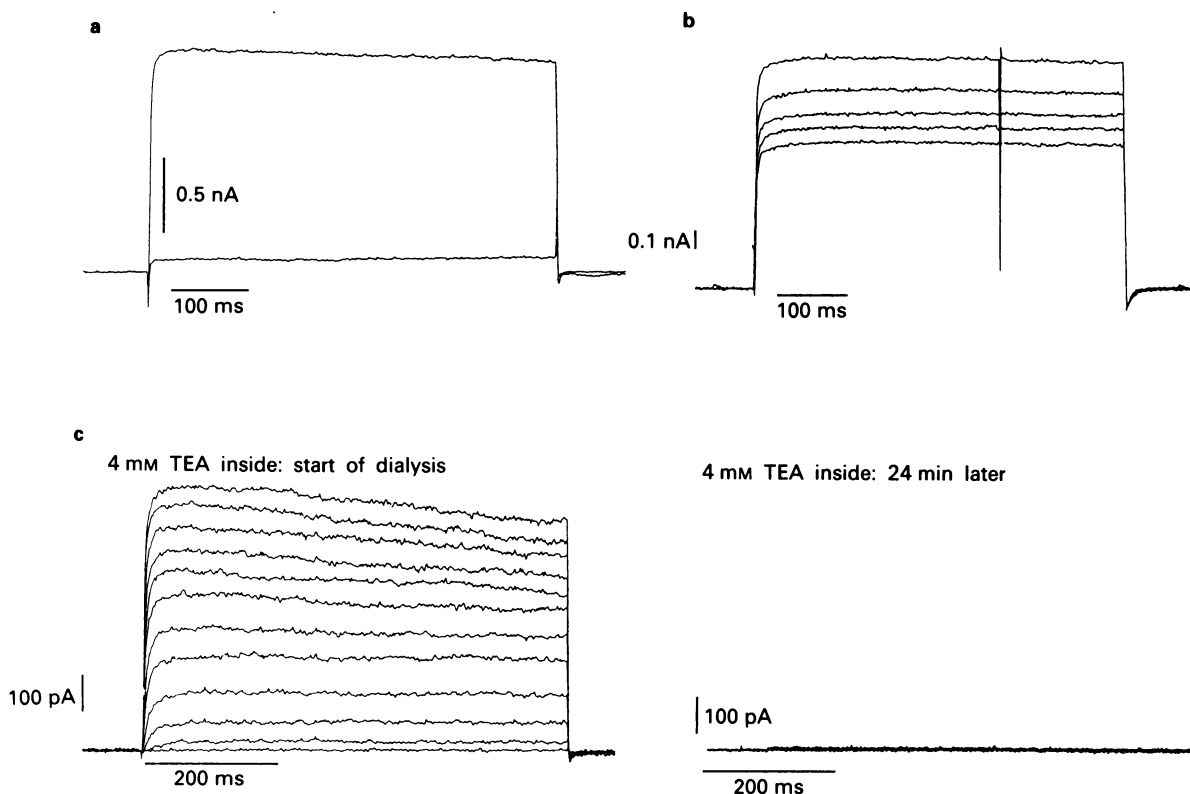 a
0.5 nA
100 ms
b
0.1 nA
100 ms
c
4 mM TEA inside: start of dialysis
100 pA
200 ms
4 mM TEA inside: 24 min later
100 pA
200 ms